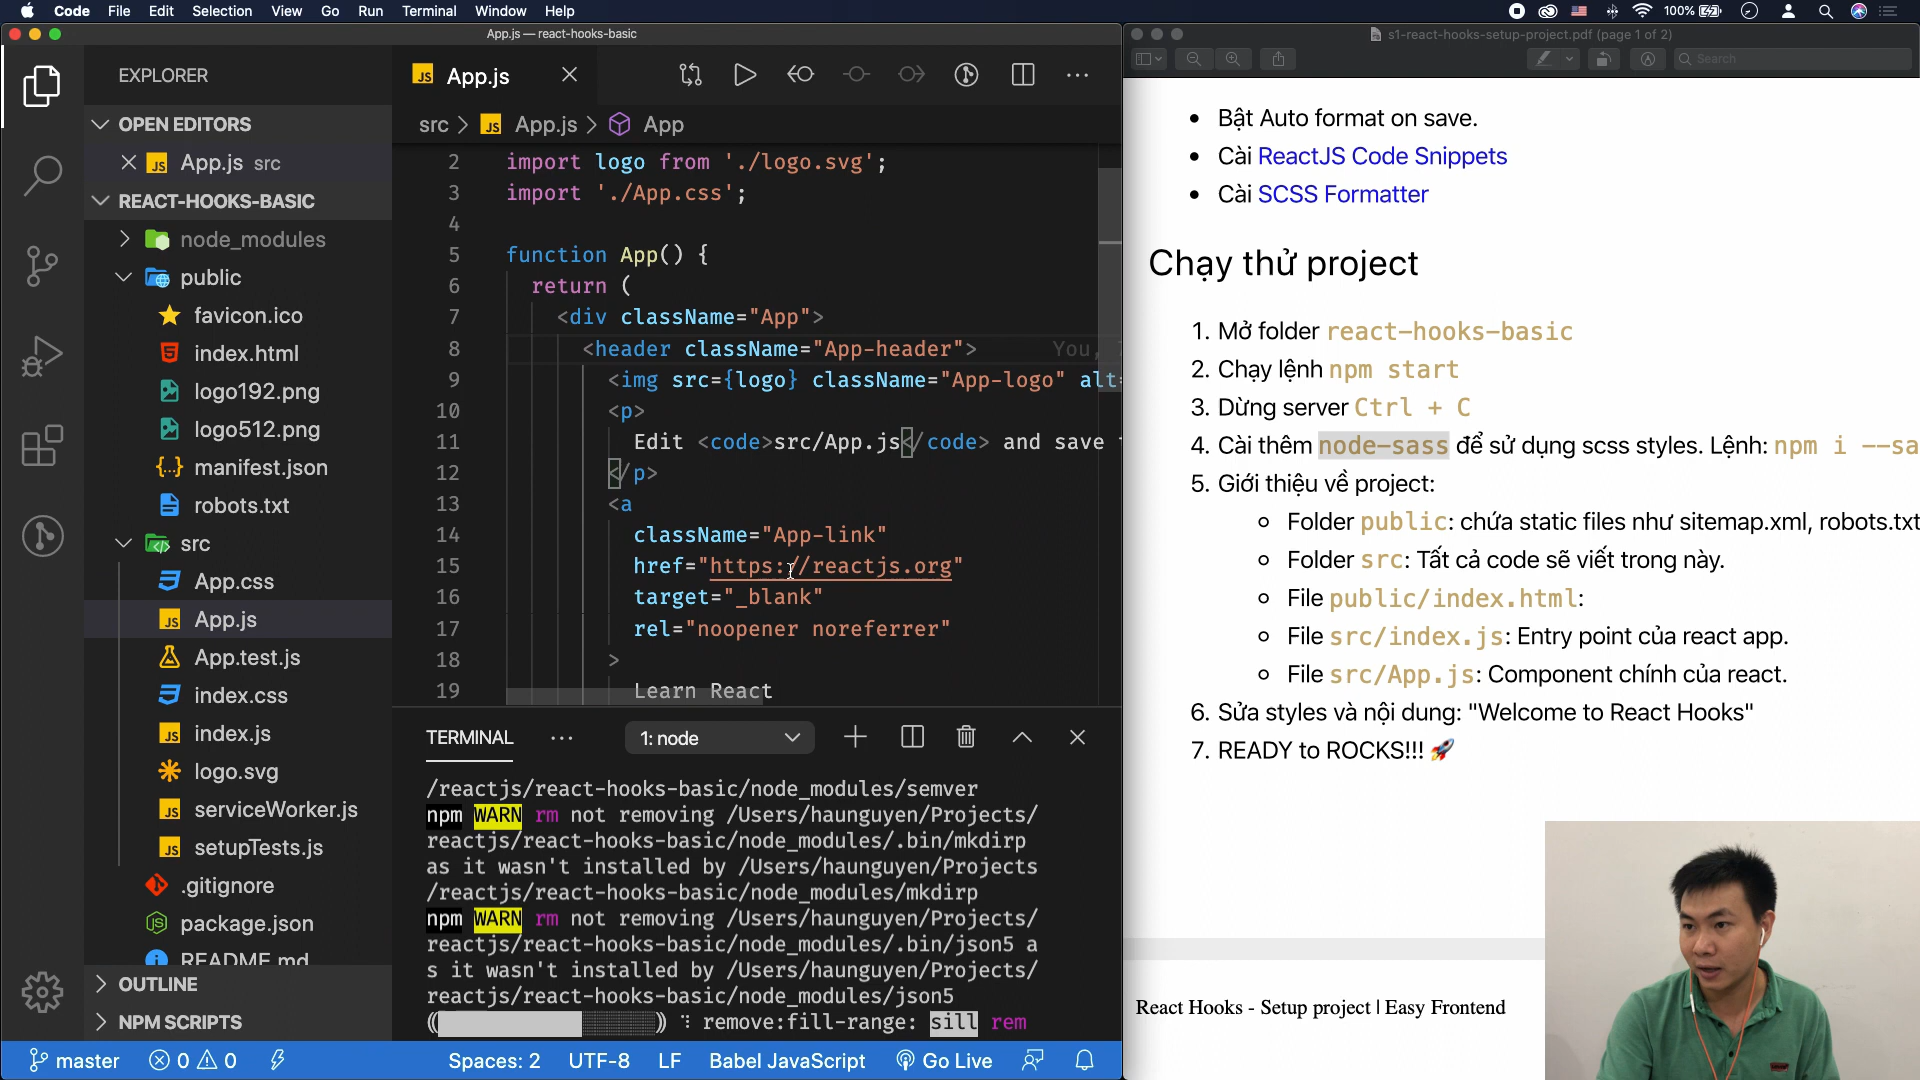 Code File Edit Selection View Go Run Terminal Window Help
100%
App.js — react-hooks-basic
EXPLORER
OPEN EDITORS
App.js src
REACT-HOOKS-BASIC
node_modules
public
favicon.ico
index.html
logo192.png
logo512.png
manifest.json
robots.txt
src
App.css
App.js
App.test.js
index.css
index.js
logo.svg
serviceWorker.js
setupTests.js
.gitignore
package.json
README.md
OUTLINE
NPM SCRIPTS
App.js
src > App.js > App
2 import logo from './logo.svg';
3 import './App.css';
4
5 function App() {
6 return (
7 <div className="App">
8 <header className="App-header"> You,
9 <img src={logo} className="App-logo" alt=
10 <p>
11 Edit <code>src/App.js</code> and save
12 </p>
13 <a
14 className="App-link"
15 href="https://reactjs.org"
16 target="_blank"
17 rel="noopener noreferrer"
18 >
19 Learn React
TERMINAL ... 1: node
/reactjs/react-hooks-basic/node_modules/semver
npm WARN rm not removing /Users/haunguyen/Projects/
reactjs/react-hooks-basic/node_modules/.bin/mkdirp
as it wasn't installed by /Users/haunguyen/Projects
/reactjs/react-hooks-basic/node_modules/mkdirp
npm WARN rm not removing /Users/haunguyen/Projects/
reactjs/react-hooks-basic/node_modules/.bin/json5 a
s it wasn't installed by /Users/haunguyen/Projects/
reactjs/react-hooks-basic/node_modules/json5
remove:fill-range: sill rem
master 0 0 Spaces: 2 UTF-8 LF Babel JavaScript Go Live
s1-react-hooks-setup-project.pdf (page 1 of 2)
Search
• Bật Auto format on save.
• Cài ReactJS Code Snippets
• Cài SCSS Formatter
Chạy thử project
1. Mở folder react-hooks-basic
2. Chạy lệnh npm start
3. Dừng server Ctrl + C
4. Cài thêm node-sass để sử dụng scss styles. Lệnh: npm i --sa
5. Giới thiệu về project:
Folder public: chứa static files như sitemap.xml, robots.txt
Folder src: Tất cả code sẽ viết trong này.
File public/index.html:
File src/index.js: Entry point của react app.
File src/App.js: Component chính của react.
6. Sửa styles và nội dung: "Welcome to React Hooks"
7. READY to ROCKS!!! 🚀
React Hooks - Setup project | Easy Frontend